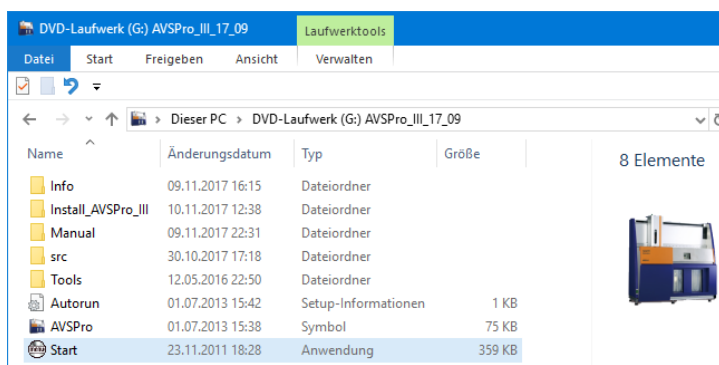 DVD-Laufwerk (G:) AVSPro_III_17_09 Laufwerktools
Datei Start Freigeben Ansicht Verwalten
Dieser PC > DVD-Laufwerk (G:) AVSPro_III_17_09
Name Änderungsdatum Typ Größe
8 Elemente
Info 09.11.2017 16:15 Dateiordner
Install_AVSPro_III 10.11.2017 12:38 Dateiordner
Manual 09.11.2017 22:31 Dateiordner
src 30.10.2017 17:18 Dateiordner
Tools 12.05.2016 22:50 Dateiordner
Autorun 01.07.2013 15:42 Setup-Informationen 1 KB
AVSPro 01.07.2013 15:38 Symbol 75 KB
Start 23.11.2011 18:28 Anwendung 359 KB